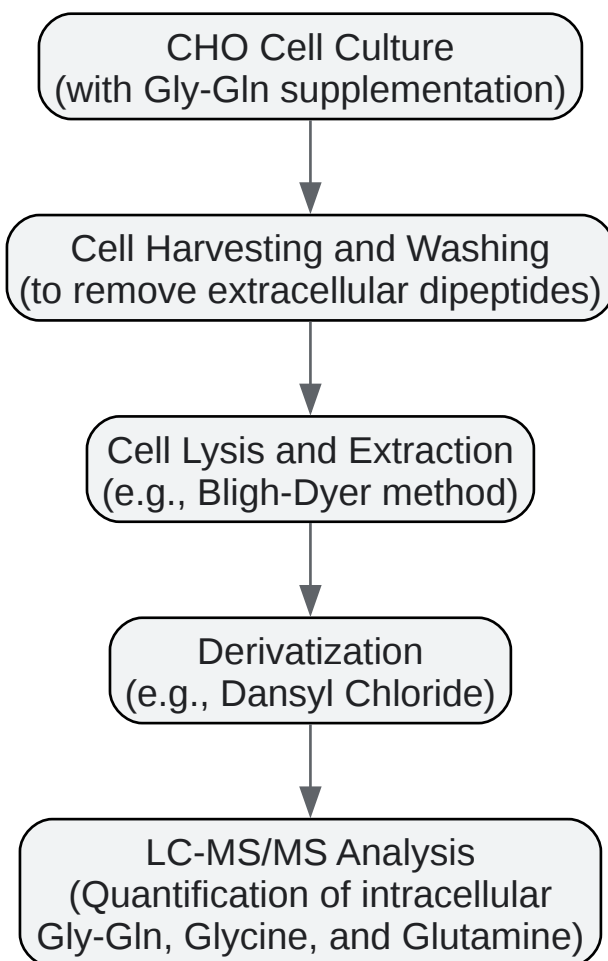 CHO Cell Culture
(with Gly-Gln supplementation)
Cell Harvesting and Washing
(to remove extracellular dipeptides)
Cell Lysis and Extraction
(e.g., Bligh-Dyer method)
Derivatization
(e.g., Dansyl Chloride)
LC-MS/MS Analysis
(Quantification of intracellular
Gly-Gln, Glycine, and Glutamine)